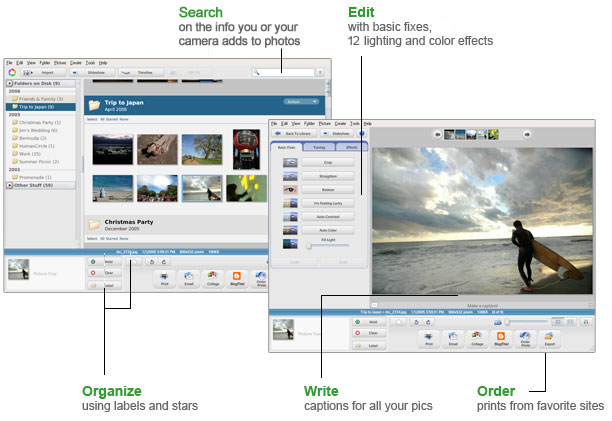 Search
on the info you or your
camera adds to photos
Edit
with basic fixes,
12 lighting and color effects
File Edit View Folder Picture Create Tools Help
Import
Slideshow
Timeline
Folders on Disk (9)
2006
Friends & Family (3)
Trip to Japan (9)
2005
Christmas Party (1)
Jim's Wedding (6)
Bermuda (2)
HumanCircle (1)
Work (25)
Summer Picnic (2)
2001
Promenade (1)
Other Stuff (59)
Trip to Japan
April 2006
Select: All Starred None
Christmas Party
December 2005
Select: All Starred None
Picture Tray
Hold
Clear
Label
Print
Email
Collage
BlogThis!
Order Prints
File Edit View Folder Picture Create Tools Help
Back To Library
Slideshow
Basic Fixes
Tuning
Effects
Crop
Straighten
Redeye
I'm Feeling Lucky
Auto Contrast
Auto Color
Fill Light
Make a caption!
Picture Tray
Hold
Clear
Label
Print
Email
Collage
BlogThis!
Order Prints
Export
Organize
using labels and stars
Write
captions for all your pics
Order
prints from favorite sites